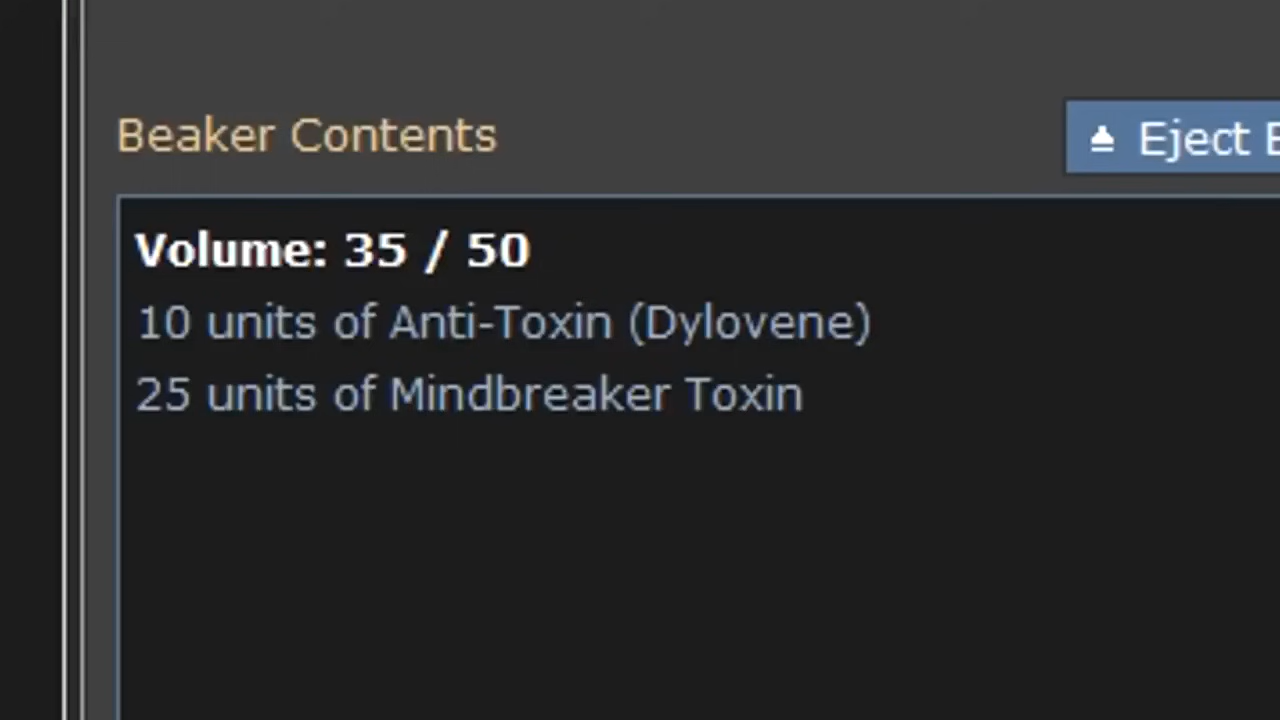 Beaker Contents
Eject
Volume: 35 / 50
10 units of Anti-Toxin (Dylovene)
25 units of Mindbreaker Toxin